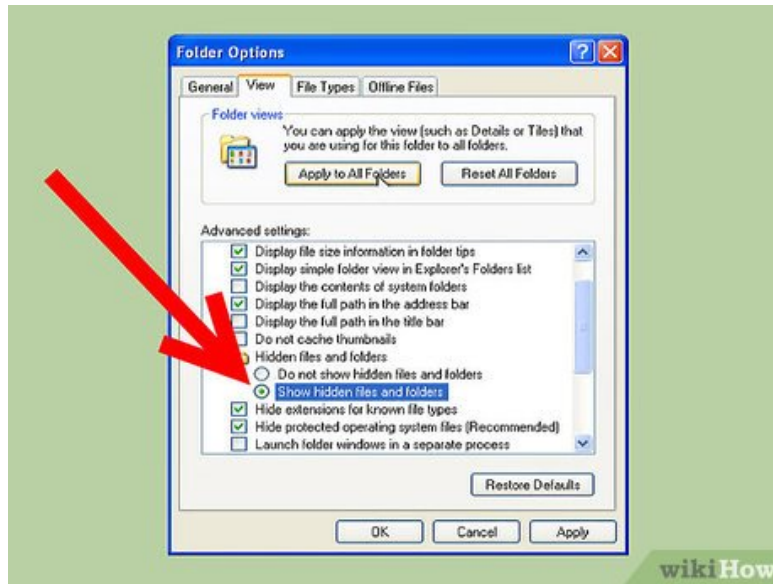 Folder Options
General View File Types Offline Files
Folder views
You can apply the view (such as Details or Tiles) that
you are using for this folder to all folders.
Apply to All Folders Reset All Folders
Advanced settings:
Display file size information in folder tips
Display simple folder view in Explorer's Folders list
Display the contents of system folders
Display the full path in the address bar
Display the full path in the title bar
Do not cache thumbnails
Hidden files and folders
Do not show hidden files and folders
Show hidden files and folders
Hide extensions for known file types
Hide protected operating system files (Recommended)
Launch folder windows in a separate process
Restore Defaults
OK Cancel Apply
wikiHow